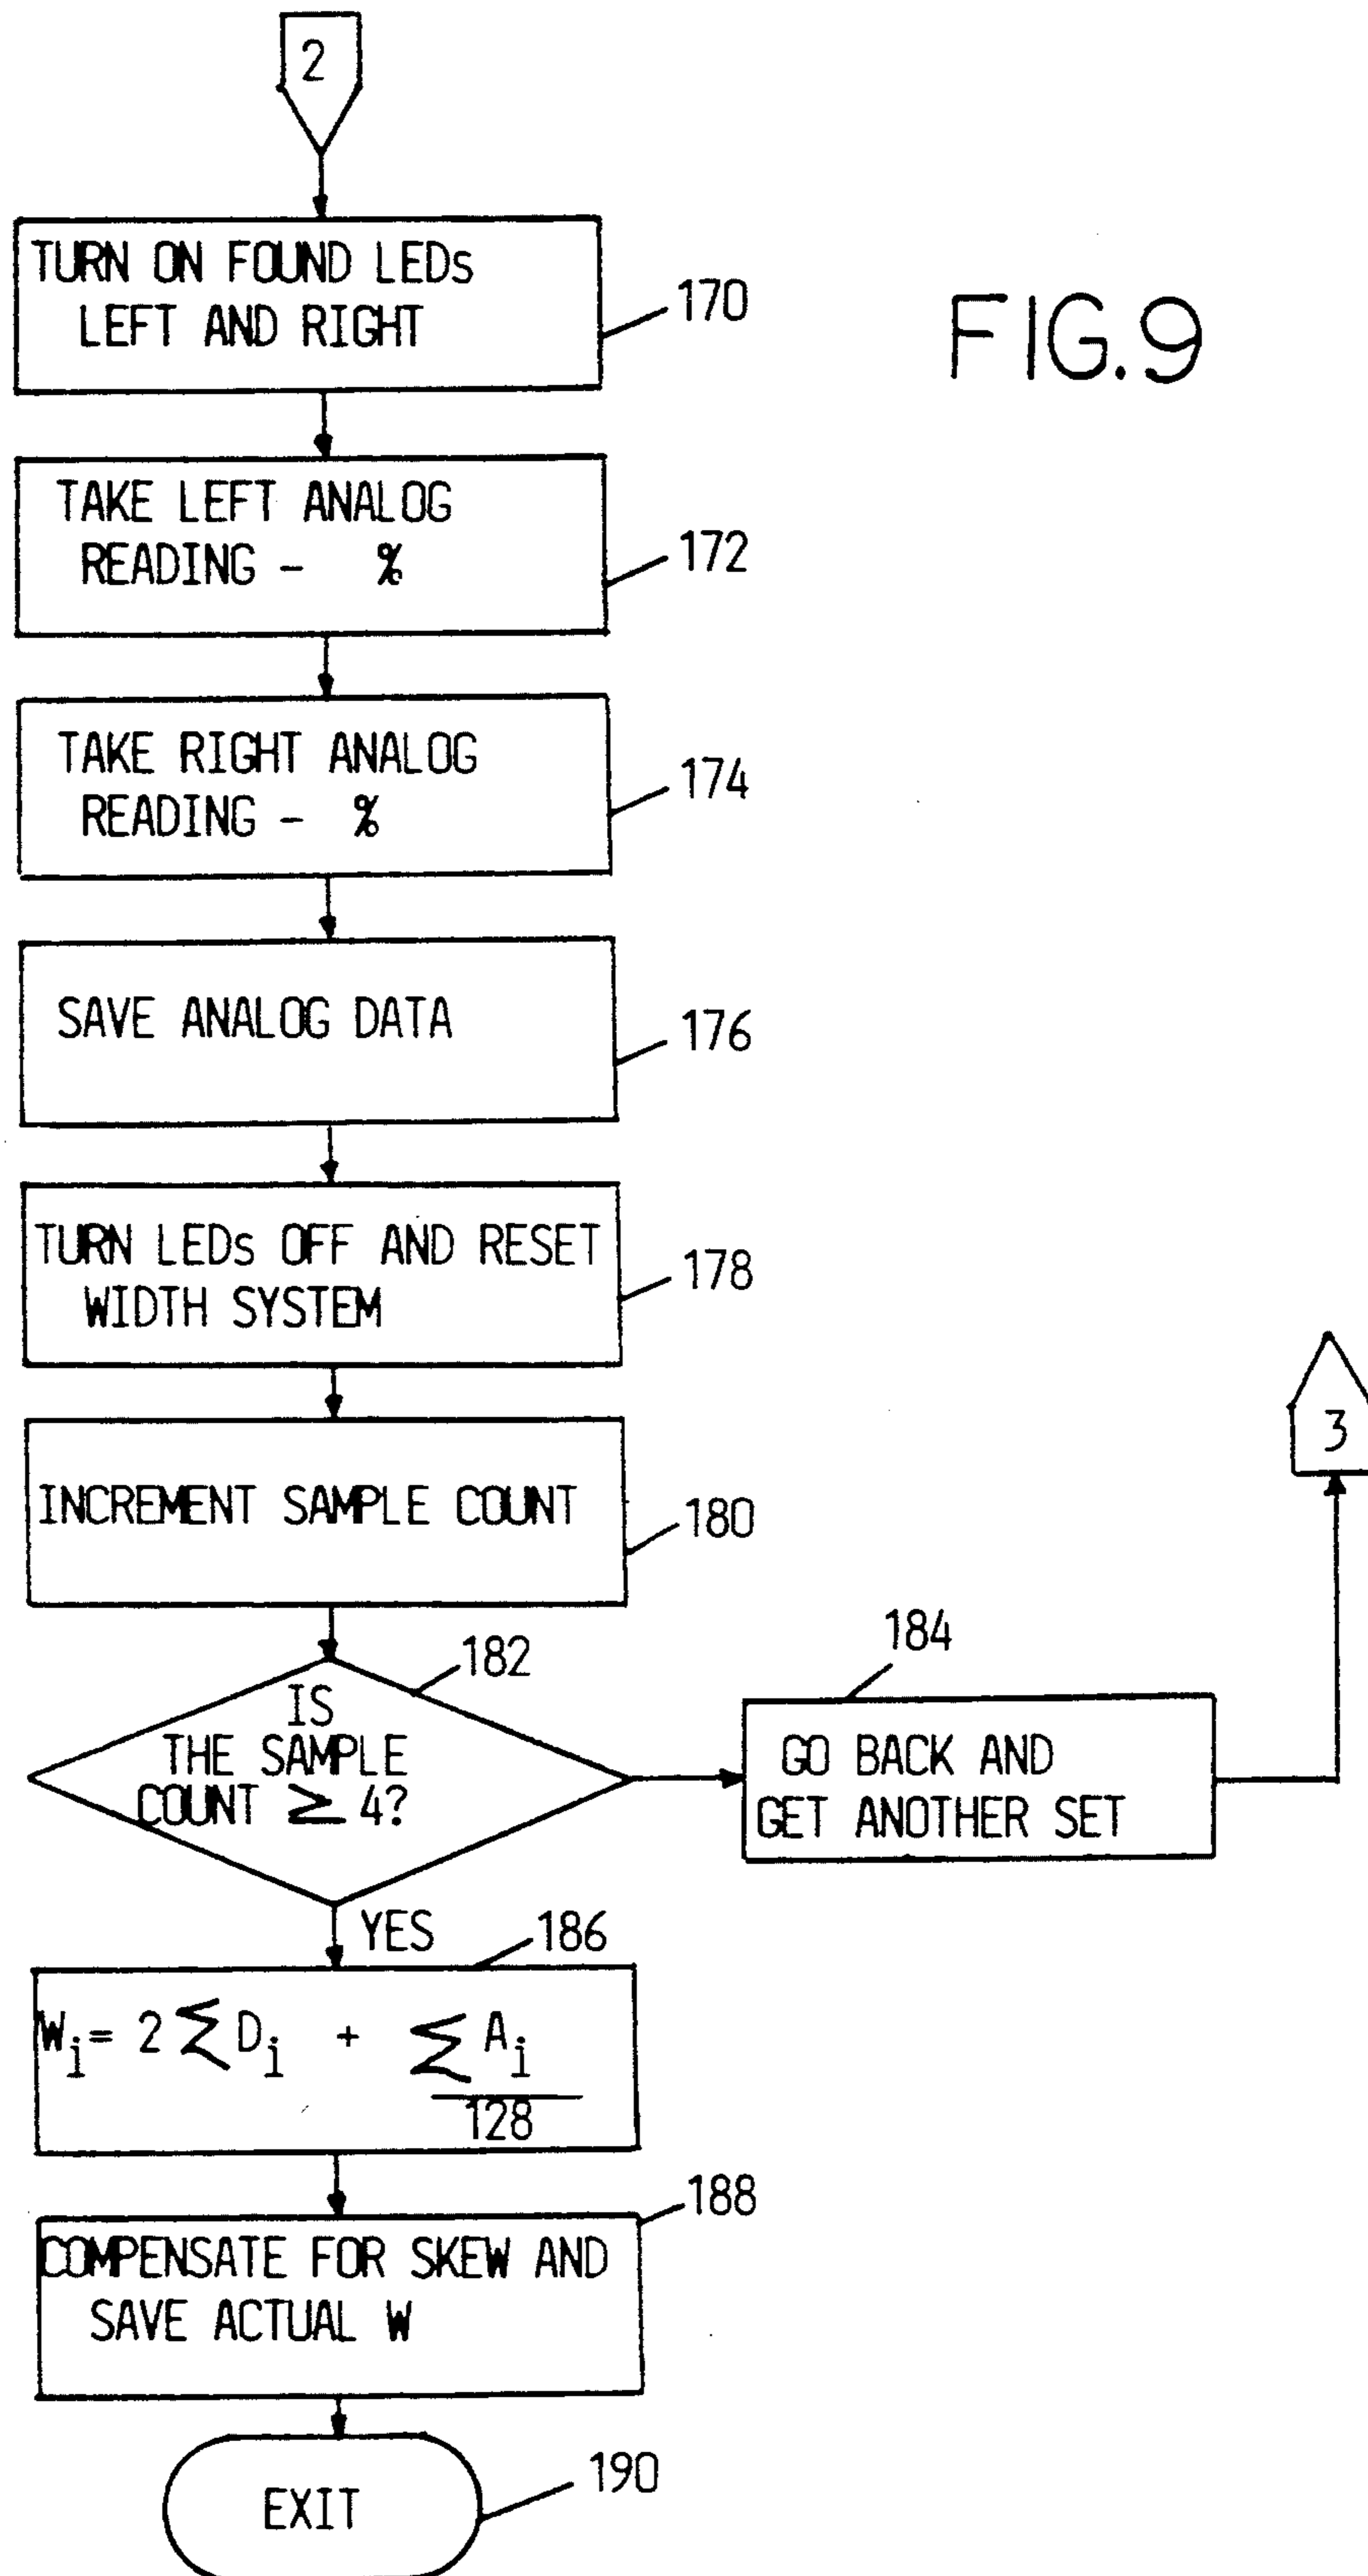 2
TURN ON FOUND LEDs
LEFT AND RIGHT
170
FIG.9
TAKE LEFT ANALOG
READING - %
172
TAKE RIGHT ANALOG
READING - %
174
SAVE ANALOG DATA
176
TURN LEDs OFF AND RESET
WIDTH SYSTEM
178
3
INCREMENT SAMPLE COUNT
180
182
IS
THE SAMPLE
COUNT ≥ 4?
184
GO BACK AND
GET ANOTHER SET
YES
186
Wi = 2 ∑ Di + ∑ Ai
128
188
COMPENSATE FOR SKEW AND
SAVE ACTUAL W
EXIT
190